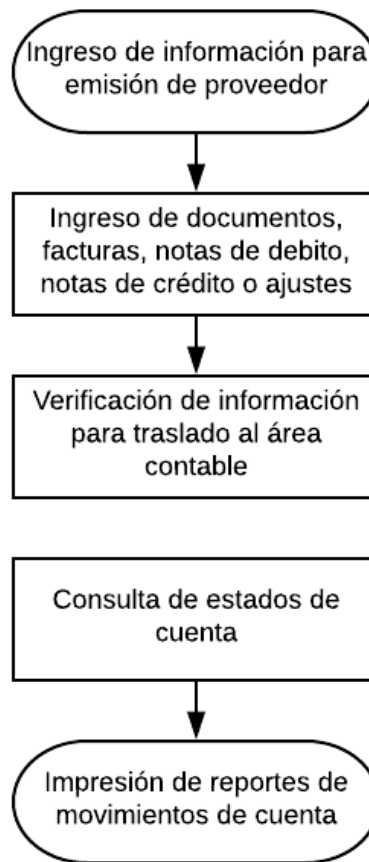 Ingreso de información para
emisión de proveedor
Ingreso de documentos,
facturas, notas de debito,
notas de crédito o ajustes
Verificación de información
para traslado al área
contable
Consulta de estados de
cuenta
Impresión de reportes de
movimientos de cuenta